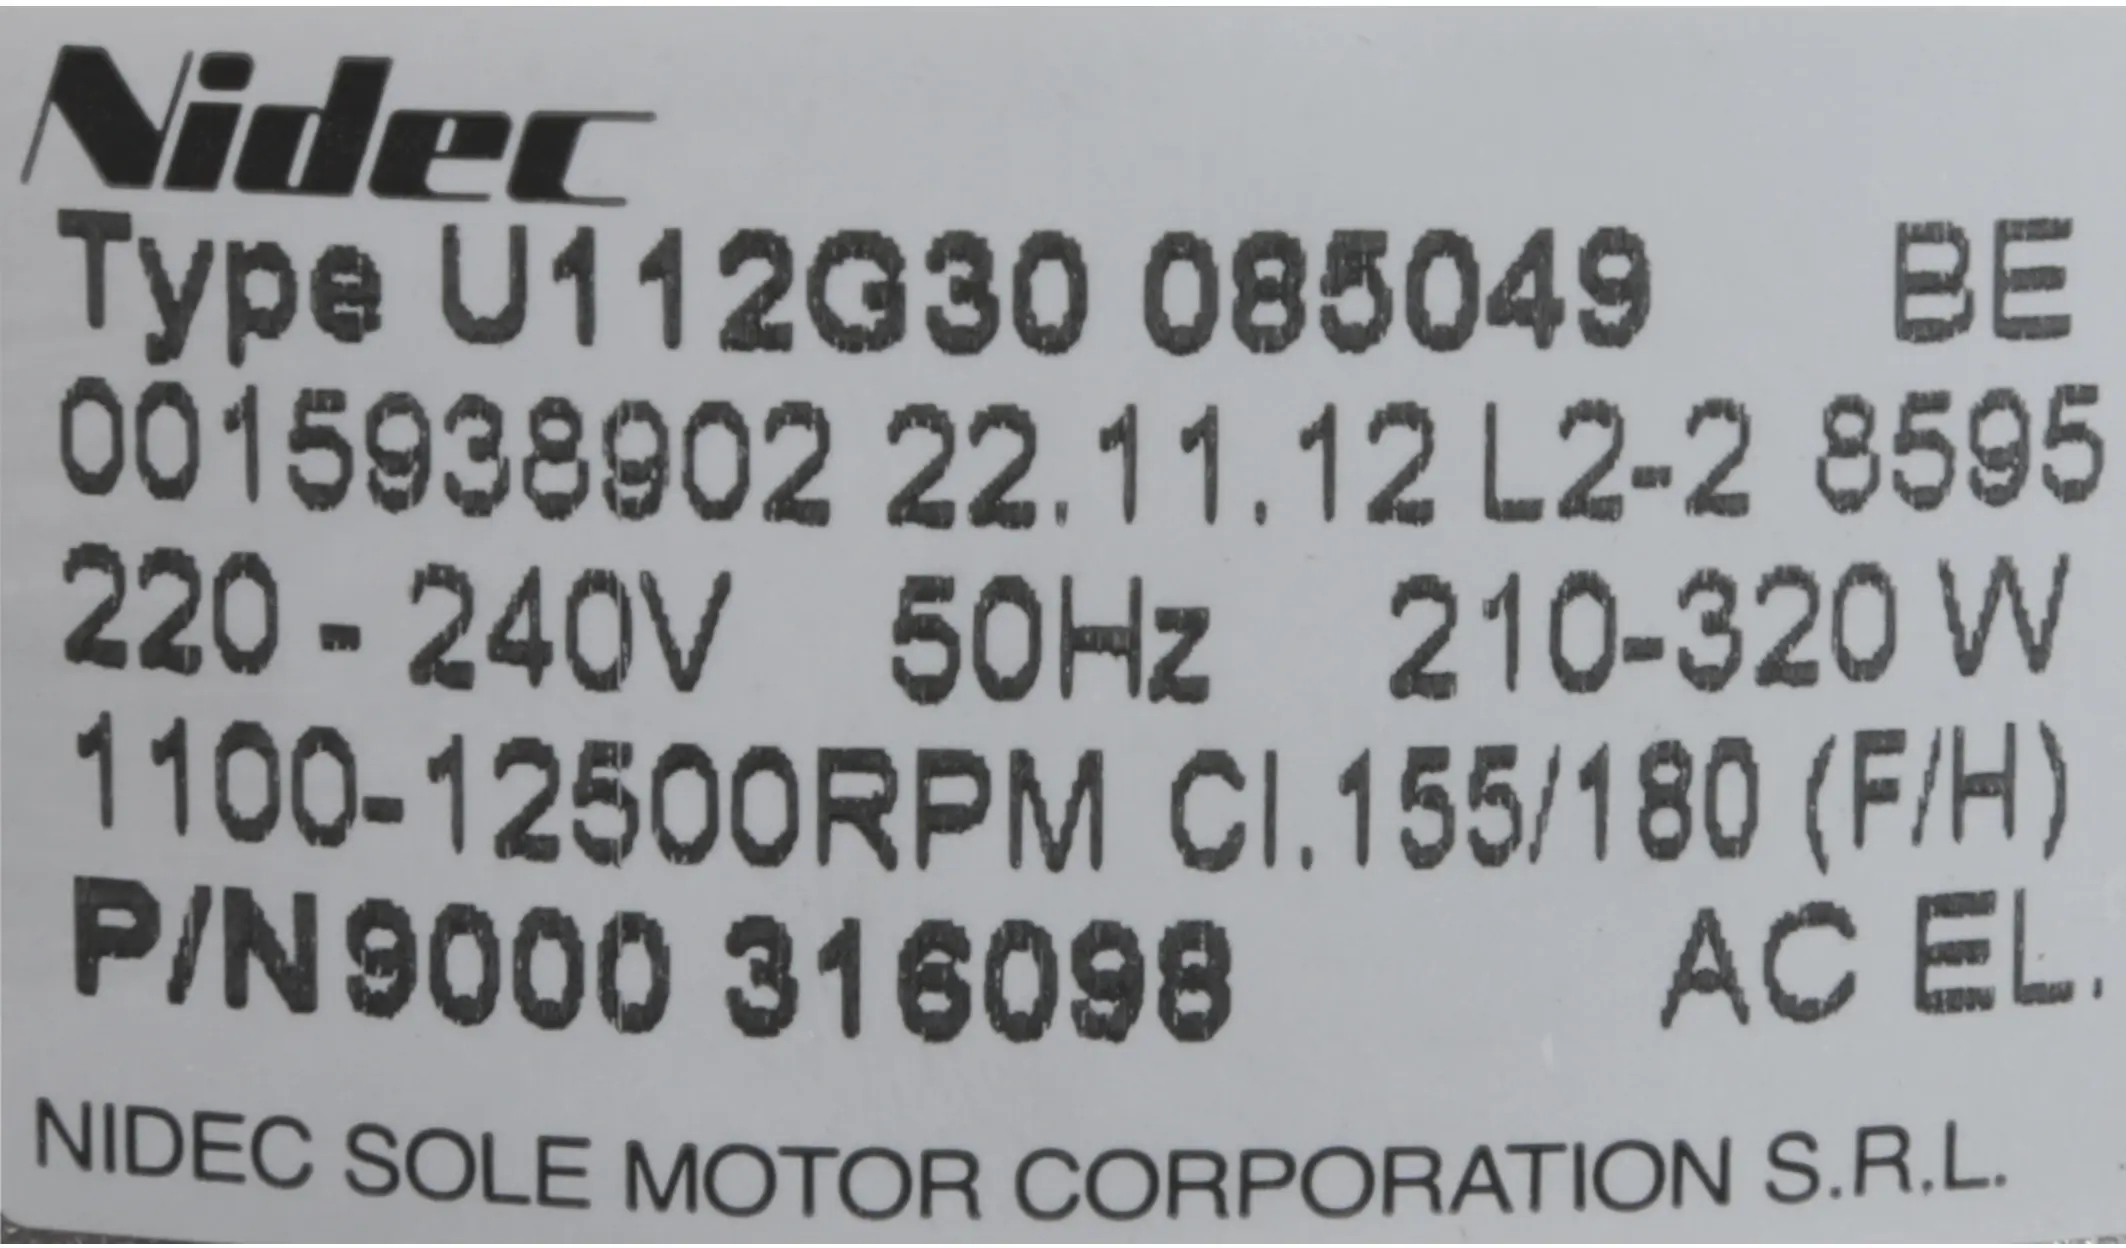 Nidec
Type U112G30 085049 BE
0015938902 22.11.12 L2-2 8595
220 - 240V 50Hz 210-320 W
1100-12500RPM Cl.155/180 (F/H)
P/N 9000 316098 AC EL.
NIDEC SOLE MOTOR CORPORATION S.R.L.